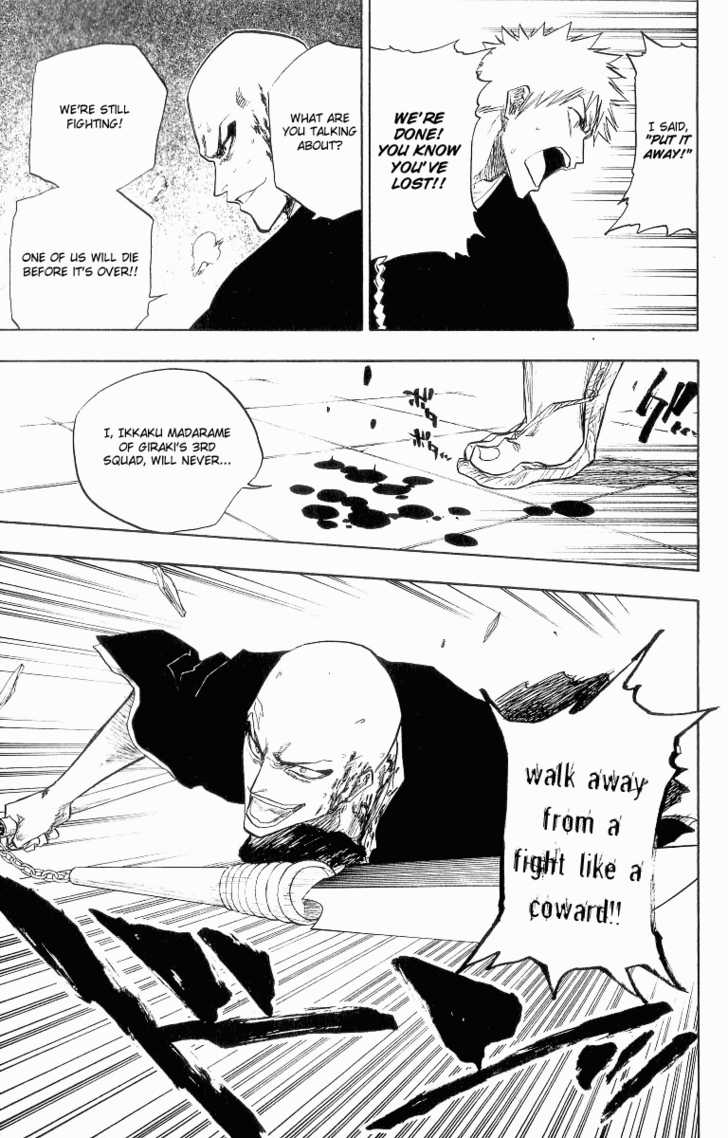 I SAID,
"PUT IT
AWAY!"
WE'RE
DONE!
YOU KNOW
YOU'VE
LOST!!
WHAT ARE
YOU TALKING
ABOUT?
WE'RE STILL
FIGHTING!
ONE OF US WILL DIE
BEFORE IT'S OVER!!
I, IKKAKU MADARAME
OF GIRAKI'S 3RD
SQUAD, WILL NEVER...
walk away
from a
fight like a
coward!!